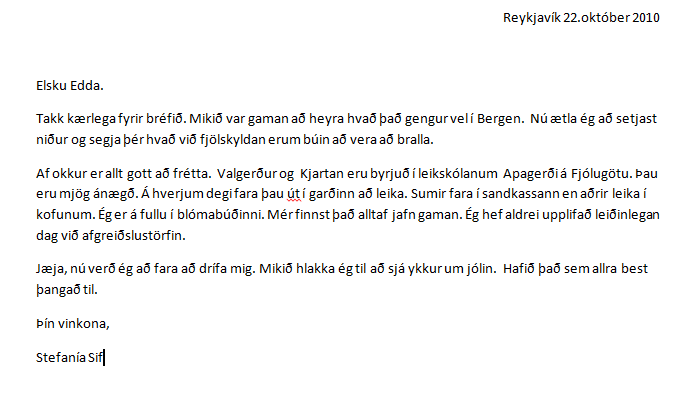 Reykjavík 22.október 2010
Elsku Edda.
Takk kærlega fyrir bréfið. Mikið var gaman að heyra hvað það gengur vel í Bergen. Nú ætla ég að setjast
niður og segja þér hvað við fjölskyldan erum búin að vera að bralla.
Af okkur er allt gott að frétta. Valgerður og Kjartan eru byrjuð í leikskólanum Apagerði á Fjólugötu. Þau
eru mjög ánægð. Á hverjum degi fara þau út í garðinn að leika. Sumir fara í sandkassann en aðrir leika í
kofunum. Ég er á fullu í blómabúðinni. Mér finnst það alltaf jafn gaman. Ég hef aldrei upplifað leiðinlegan
dag við afgreiðslustörfin.
Jæja, nú verð ég að fara að drífa mig. Mikið hlakka ég til að sjá ykkur um jólin. Hafið það sem allra best
þangað til.
Þín vinkona,
Stefanía Sif